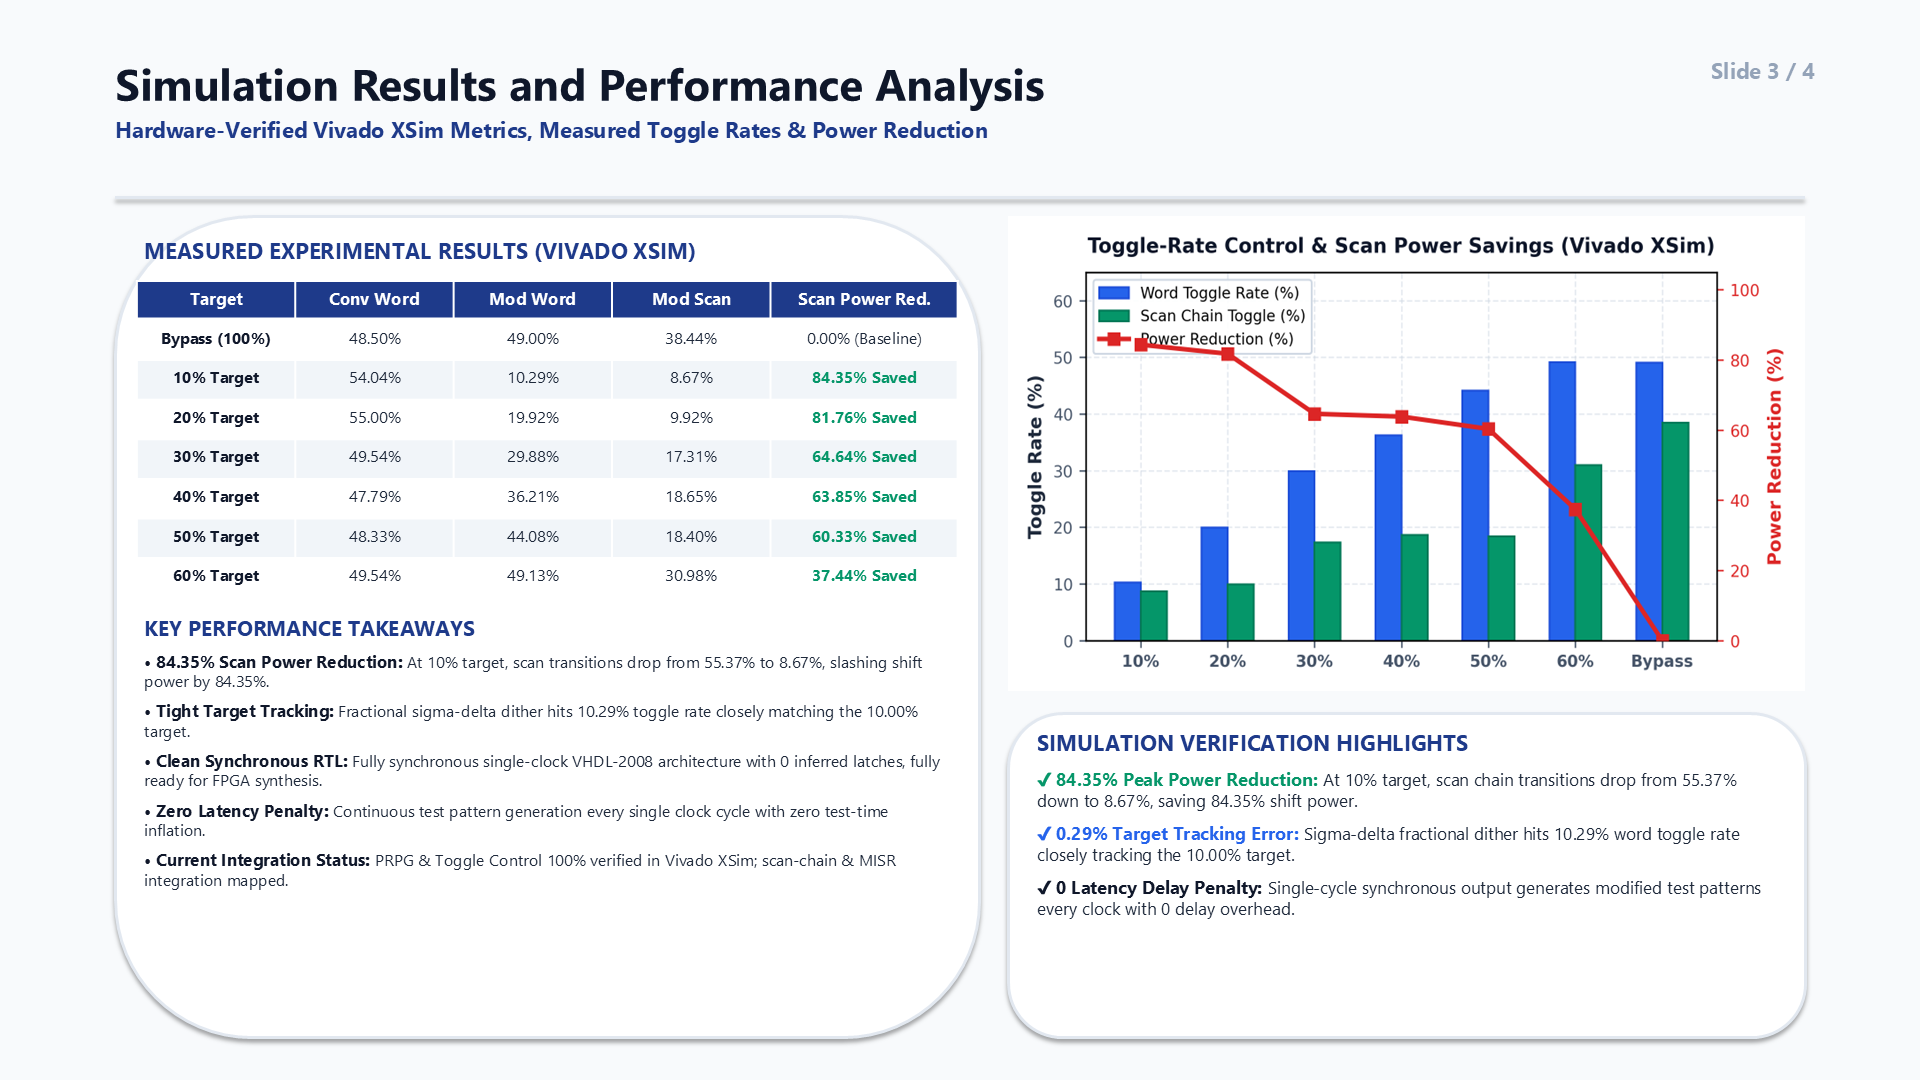 Simulation Results and Performance Analysis
Slide 3 / 4
Hardware-Verified Vivado XSim Metrics, Measured Toggle Rates & Power Reduction
MEASURED EXPERIMENTAL RESULTS (VIVADO XSIM)
Target Conv Word Mod Word Mod Scan Scan Power Red.
Bypass (100%) 48.50% 49.00% 38.44% 0.00% (Baseline)
10% Target 54.04% 10.29% 8.67% 84.35% Saved
20% Target 55.00% 19.92% 9.92% 81.76% Saved
30% Target 49.54% 29.88% 17.31% 64.64% Saved
40% Target 47.79% 36.21% 18.65% 63.85% Saved
50% Target 48.33% 44.08% 18.40% 60.33% Saved
60% Target 49.54% 49.13% 30.98% 37.44% Saved
KEY PERFORMANCE TAKEAWAYS
• 84.35% Scan Power Reduction: At 10% target, scan transitions drop from 55.37% to 8.67%, slashing shift
power by 84.35%.
• Tight Target Tracking: Fractional sigma-delta dither hits 10.29% toggle rate closely matching the 10.00%
target.
• Clean Synchronous RTL: Fully synchronous single-clock VHDL-2008 architecture with 0 inferred latches, fully
ready for FPGA synthesis.
• Zero Latency Penalty: Continuous test pattern generation every single clock cycle with zero test-time
inflation.
• Current Integration Status: PRPG & Toggle Control 100% verified in Vivado XSim; scan-chain & MISR
integration mapped.
Toggle-Rate Control & Scan Power Savings (Vivado XSim)
Word Toggle Rate (%)
Scan Chain Toggle (%)
Power Reduction (%)
Toggle Rate (%)
60
50
40
30
20
10
0
10% 20% 30% 40% 50% 60% Bypass
100
80
60
40
20
0
Power Reduction (%)
SIMULATION VERIFICATION HIGHLIGHTS
✓ 84.35% Peak Power Reduction: At 10% target, scan chain transitions drop from 55.37%
down to 8.67%, saving 84.35% shift power.
✓ 0.29% Target Tracking Error: Sigma-delta fractional dither hits 10.29% word toggle rate
closely tracking the 10.00% target.
✓ 0 Latency Delay Penalty: Single-cycle synchronous output generates modified test patterns
every clock with 0 delay overhead.